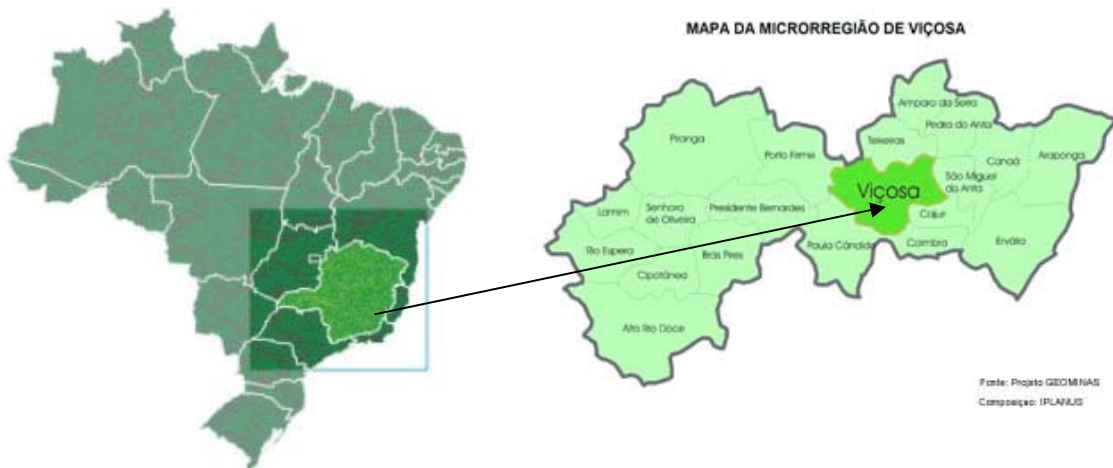 MAPA DA MICRORREGIÃO DE VIÇOSA
Amparo da Serra
Pedra do Anta
Teixeiras
Piranga
Porto Firme
Canaã
Araponga
São Miguel
do Anta
Viçosa
Lamim
Senhora
de Oliveira
Presidente Bernardes
Cajuri
Rio Espera
Brás Pires
Paula Cândido
Coimbra
Ervália
Cipotânea
Alto Rio Doce
Fonte: Projeto GEOMINAS
Composição: IPLANUS